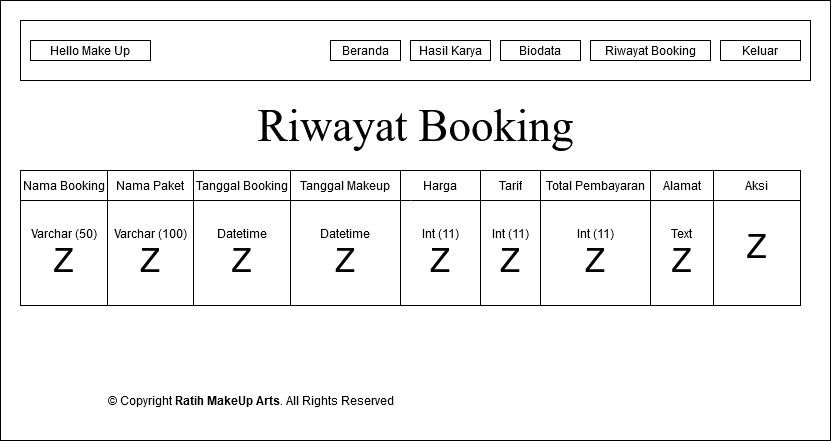 Hello Make Up Beranda Hasil Karya Biodata Riwayat Booking Keluar
Riwayat Booking
Nama Booking Nama Paket Tanggal Booking Tanggal Makeup Harga Tarif Total Pembayaran Alamat Aksi
Varchar (50) Varchar (100) Datetime Datetime Int (11) Int (11) Int (11) Text
Z Z Z Z Z Z Z Z Z
© Copyright Ratih MakeUp Arts. All Rights Reserved